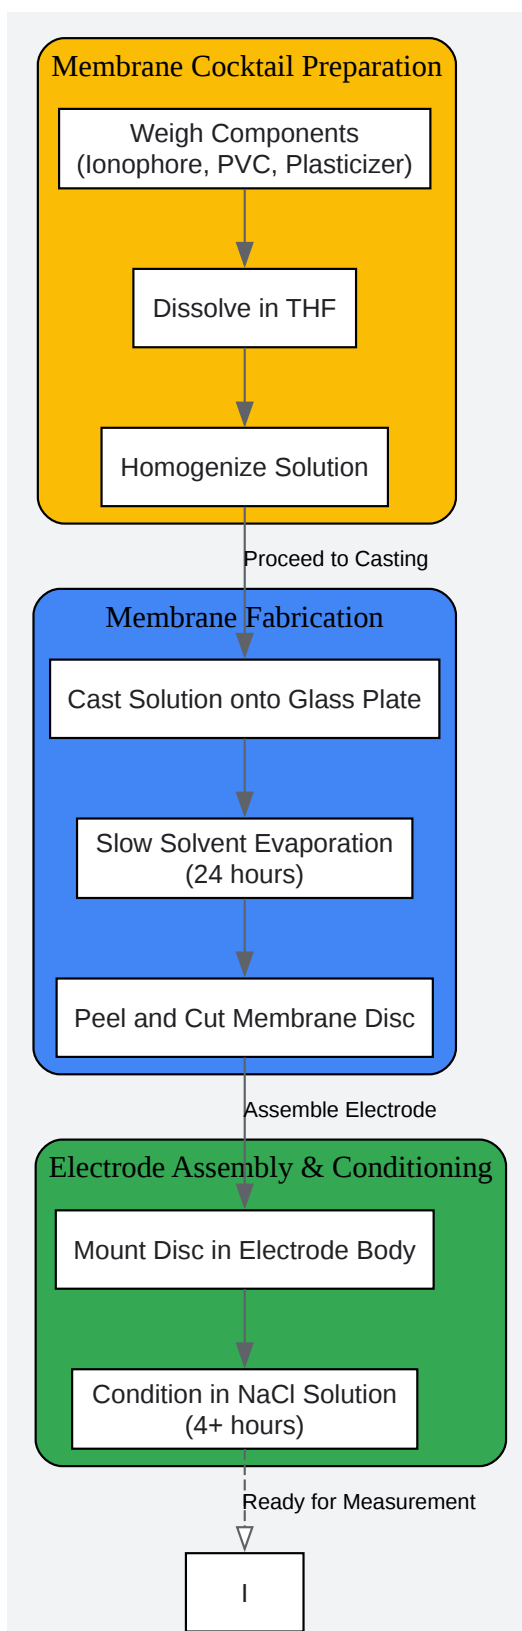 Membrane Cocktail Preparation
Weigh Components
(Ionophore, PVC, Plasticizer)
Dissolve in THF
Homogenize Solution
Proceed to Casting
Membrane Fabrication
Cast Solution onto Glass Plate
Slow Solvent Evaporation
(24 hours)
Peel and Cut Membrane Disc
Assemble Electrode
Electrode Assembly & Conditioning
Mount Disc in Electrode Body
Condition in NaCl Solution
(4+ hours)
Ready for Measurement
I